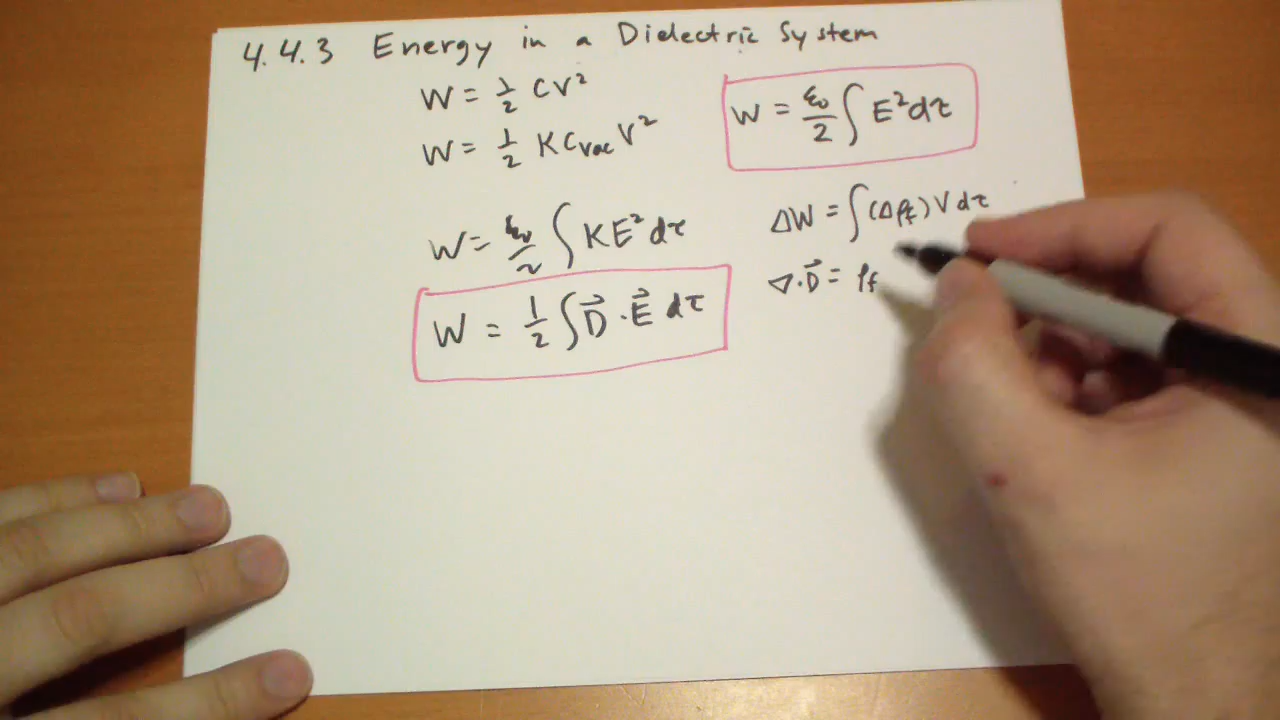 4.4.3 Energy in a Dielectric System
W = 1/2 CV²
W = 1/2 KC_vac V²
W = ε₀/2 ∫ E² dτ
W = ε₀/2 ∫ KE² dτ
W = 1/2 ∫ D⃗ · E⃗ dτ
ΔW = ∫ (Δρf) V dτ
∇·D⃗ = ρf